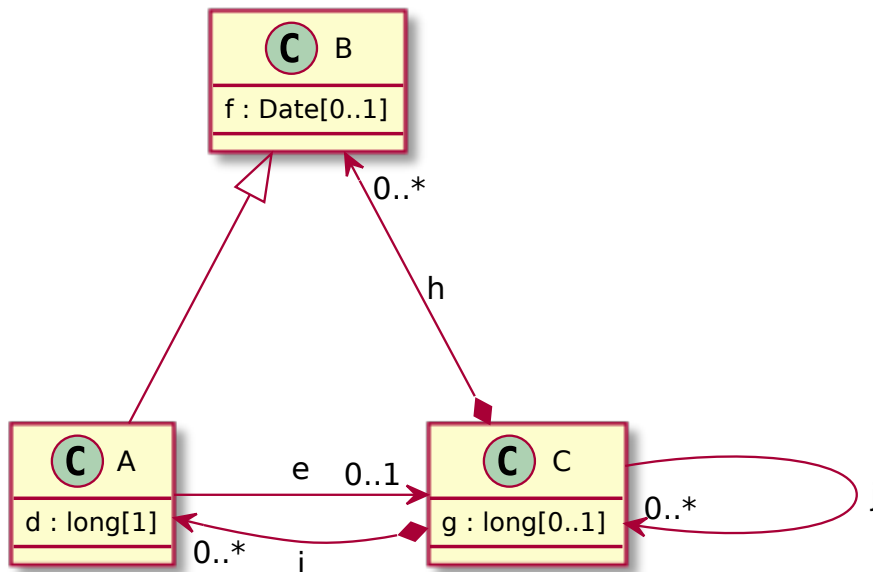 C B
f : Date[0..1]
0..*
h
C A
e
0..1
C C
d : long[1]
g : long[0..1]
0..*
0..*